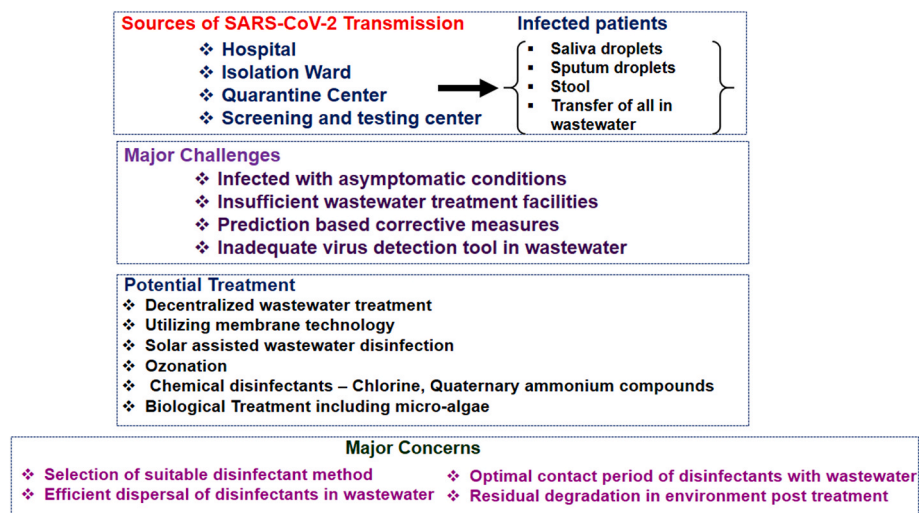 Sources of SARS-CoV-2 Transmission
❖ Hospital
❖ Isolation Ward
❖ Quarantine Center
❖ Screening and testing center
Infected patients
▪ Saliva droplets
▪ Sputum droplets
▪ Stool
▪ Transfer of all in
wastewater
Major Challenges
❖ Infected with asymptomatic conditions
❖ Insufficient wastewater treatment facilities
❖ Prediction based corrective measures
❖ Inadequate virus detection tool in wastewater
Potential Treatment
❖ Decentralized wastewater treatment
❖ Utilizing membrane technology
❖ Solar assisted wastewater disinfection
❖ Ozonation
❖ Chemical disinfectants – Chlorine, Quaternary ammonium compounds
❖ Biological Treatment including micro-algae
Major Concerns
❖ Selection of suitable disinfectant method
❖ Efficient dispersal of disinfectants in wastewater
❖ Optimal contact period of disinfectants with wastewater
❖ Residual degradation in environment post treatment